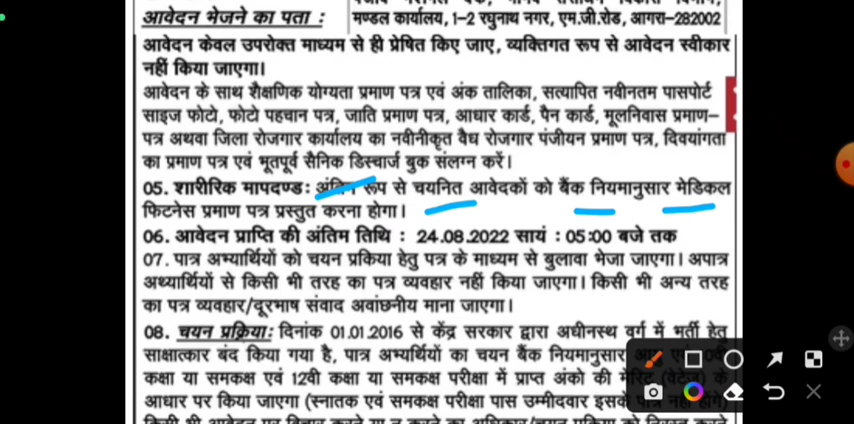 आवेदन भेजने का पता :
मण्डल कार्यालय, 1-2 रघुनाथ नगर, एम.जी.रोड, आगरा-282002
आवेदन केवल उपरोक्त माध्यम से ही प्रेषित किए जाए, व्यक्तिगत रूप से आवेदन स्वीकार
नहीं किया जाएगा।
आवेदन के साथ शैक्षणिक योग्यता प्रमाण पत्र एवं अंक तालिका, सत्यापित नवीनतम पासपोर्ट
साइज फोटो, फोटो पहचान पत्र, जाति प्रमाण पत्र, आधार कार्ड, पैन कार्ड, मूलनिवास प्रमाण–
पत्र अथवा जिला रोजगार कार्यालय का नवीनीकृत वैध रोजगार पंजीयन प्रमाण पत्र, दिवयांगता
का प्रमाण पत्र एवं भूतपूर्व सैनिक डिस्चार्ज बुक संलग्न करें।
05. शारीरिक मापदण्ड: अंतिम रूप से चयनित आवेदकों को बैंक नियमानुसार मेडिकल
फिटनेस प्रमाण पत्र प्रस्तुत करना होगा।
06. आवेदन प्राप्ति की अंतिम तिथि : 24.08.2022 सायं : 05:00 बजे तक
07. पात्र अभ्यार्थियों को चयन प्रकिया हेतु पत्र के माध्यम से बुलावा भेजा जाएगा। अपात्र
अथ्यार्थियों से किसी भी तरह का पत्र व्यवहार नहीं किया जाएगा। किसी भी अन्य तरह
का पत्र व्यवहार/दूरभाष संवाद अवांछनीय माना जाएगा।
08. चयन प्रक्रिया: दिनांक 01.01.2016 से केंद्र सरकार द्वारा अधीनस्थ वर्ग में भर्ती हेतु
साक्षात्कार बंद किया गया है, पात्र अभ्यर्थियों का चयन बैंक नियमानुसार
कक्षा या समकक्ष एवं 12वी कक्षा या समकक्ष परीक्षा में प्राप्त अंको की मेरिट (वेटेज) के
आधार पर किया जाएगा (स्नातक एवं समकक्ष परीक्षा पास उम्मीदवार इसके पात्र नहीं होंगे)